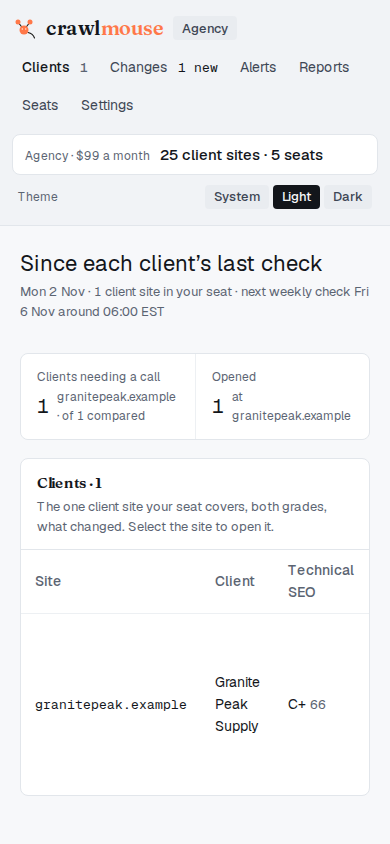 crawlmouse Agency
Clients 1 Changes 1 new Alerts Reports
Seats Settings
Agency · $99 a month 25 client sites · 5 seats
Theme System Light Dark
Since each client’s last check
Mon 2 Nov · 1 client site in your seat · next weekly check Fri
6 Nov around 06:00 EST
Clients needing a call
1 granitepeak.example
· of 1 compared
Opened
1 at
granitepeak.example
Clients · 1
The one client site your seat covers, both grades,
what changed. Select the site to open it.
Site Client Technical
SEO
granitepeak.example Granite
Peak
Supply
C+ 66